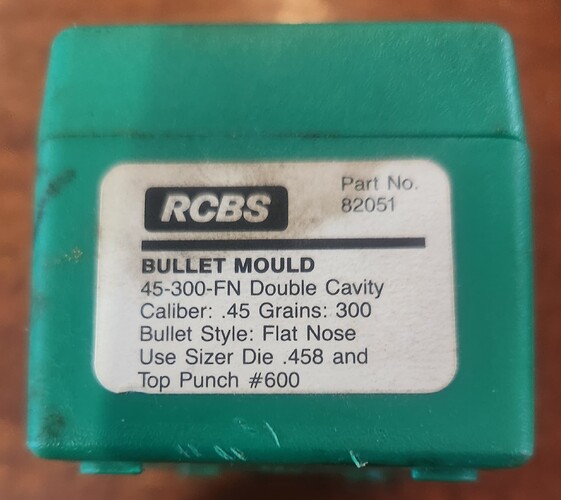 RCBS
Part No.
82051
BULLET MOULD
45-300-FN Double Cavity
Caliber: .45 Grains: 300
Bullet Style: Flat Nose
Use Sizer Die .458 and
Top Punch #600